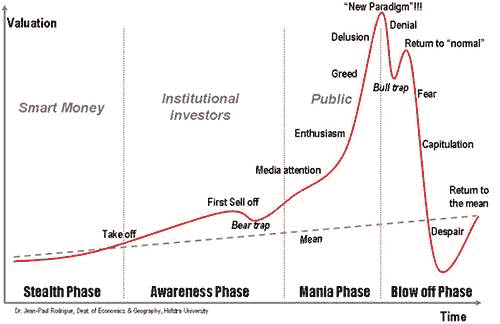 "New Paradigm"!!!
Valuation
Denial
Delusion
Return to "normal"
Greed
Bull trap
Fear
Smart Money
Institutional
investors
Public
Enthusiasm
Capitulation
Media attention
First Sell off
Return to
the mean
Take off
Bear trap
Mean
Despair
Time
Stealth Phase
Awareness Phase
Mania Phase
Blow off Phase
Dr. Jean-Paul Rodrigue, Dept. of Economics & Geography, Hofstra University